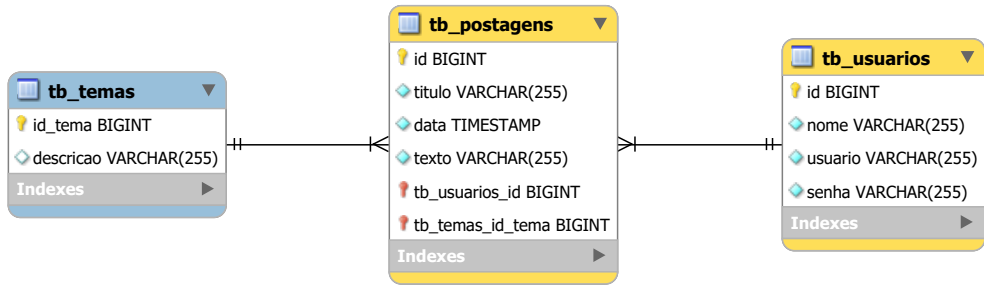 tb_temas
id_tema BIGINT
descricao VARCHAR(255)
Indexes
tb_postagens
id BIGINT
titulo VARCHAR(255)
data TIMESTAMP
texto VARCHAR(255)
tb_usuarios_id BIGINT
tb_temas_id_tema BIGINT
Indexes
tb_usuarios
id BIGINT
nome VARCHAR(255)
usuario VARCHAR(255)
senha VARCHAR(255)
Indexes